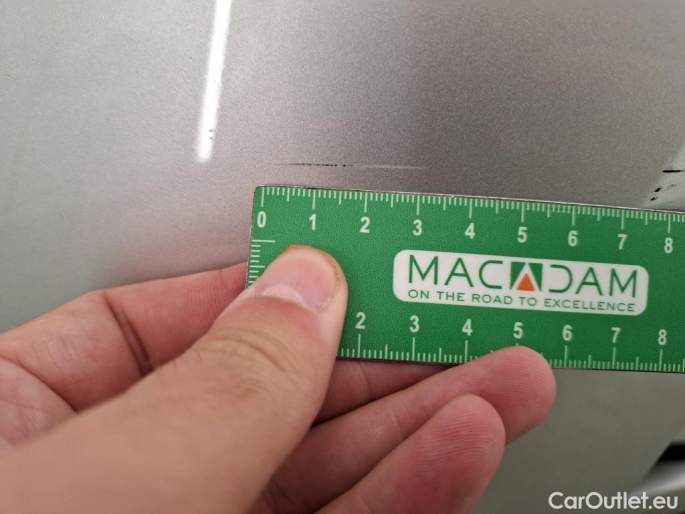 0 1 2 3 4 5 6 7 8
MACADAM
ON THE ROAD TO EXCELLENCE
2 3 4 5 6 7 8
CarOutlet.eu